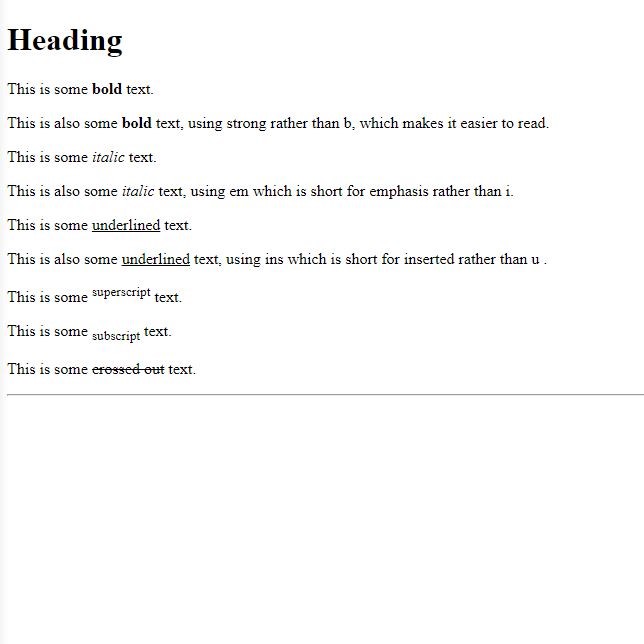 Heading
This is some bold text.
This is also some bold text, using strong rather than b, which makes it easier to read.
This is some italic text.
This is also some italic text, using em which is short for emphasis rather than i.
This is some underlined text.
This is also some underlined text, using ins which is short for inserted rather than u .
This is some superscript text.
This is some subscript text.
This is some crossed out text.